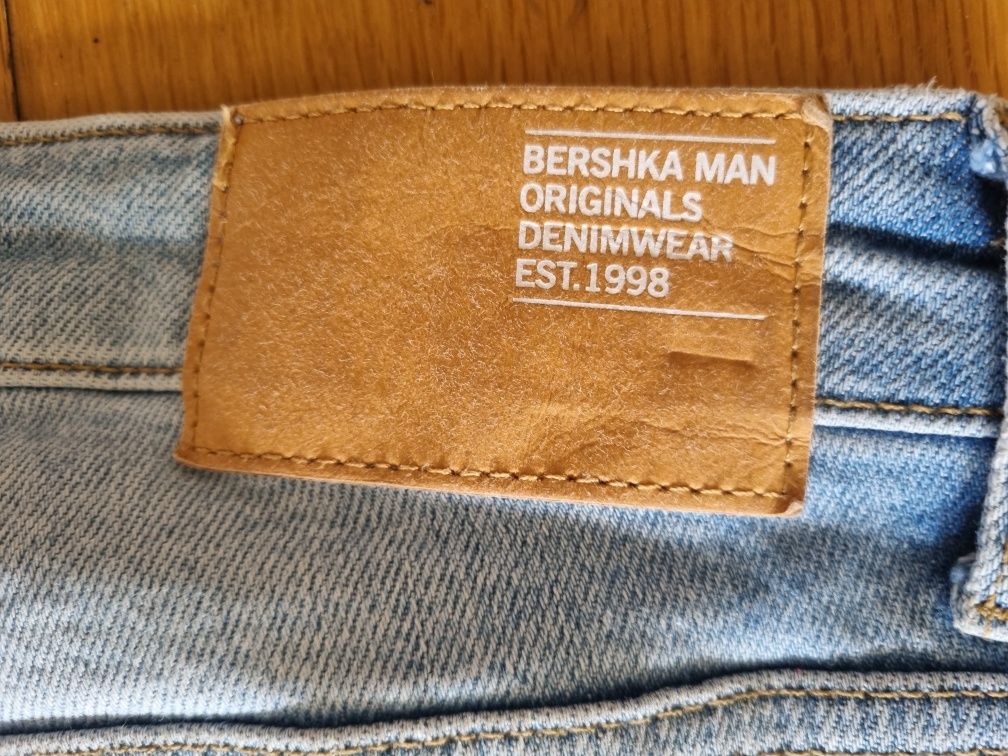 BERSHKA MAN
ORIGINALS
DENIMWEAR
EST.1998